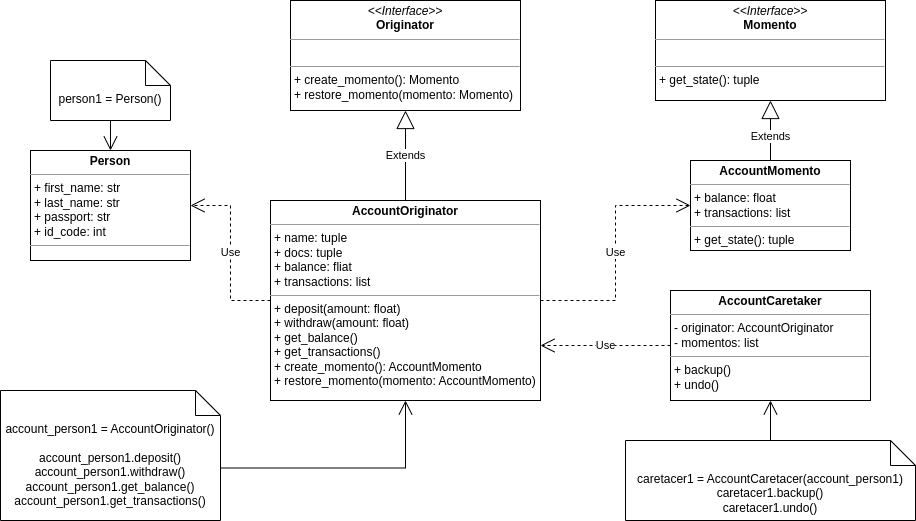 <<Interface>>
Originator
+ create_momento(): Momento
+ restore_momento(momento: Momento)
<<Interface>>
Momento
+ get_state(): tuple
person1 = Person()
Extends
Extends
Person
+ first_name: str
+ last_name: str
+ passport: str
+ id_code: int
AccountMomento
+ balance: float
+ transactions: list
+ get_state(): tuple
AccountOriginator
+ name: tuple
+ docs: tuple
+ balance: fliat
+ transactions: list
+ deposit(amount: float)
+ withdraw(amount: float)
+ get_balance()
+ get_transactions()
+ create_momento(): AccountMomento
+ restore_momento(momento: AccountMomento)
Use
Use
Use
AccountCaretaker
- originator: AccountOriginator
- momentos: list
+ backup()
+ undo()
account_person1 = AccountOriginator()
account_person1.deposit()
account_person1.withdraw()
account_person1.get_balance()
account_person1.get_transactions()
caretacer1 = AccountCaretacer(account_person1)
caretacer1.backup()
caretacer1.undo()